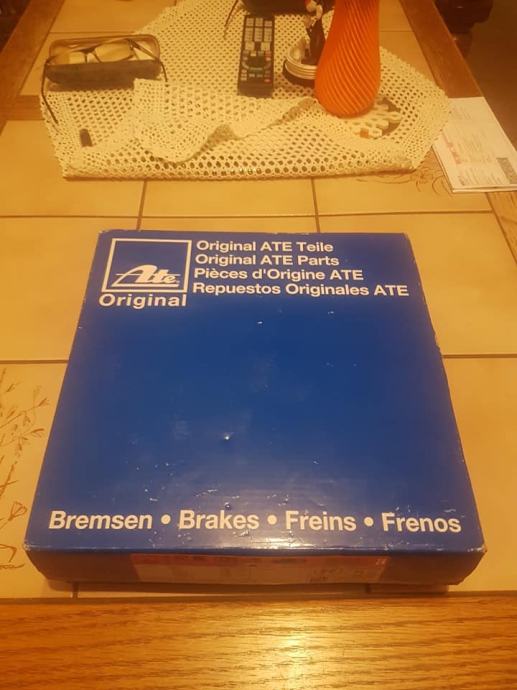 Ate
Original
Original ATE Teile
Original ATE Parts
Pièces d'Origine ATE
Repuestos Originales ATE
Bremsen • Brakes • Freins • Frenos